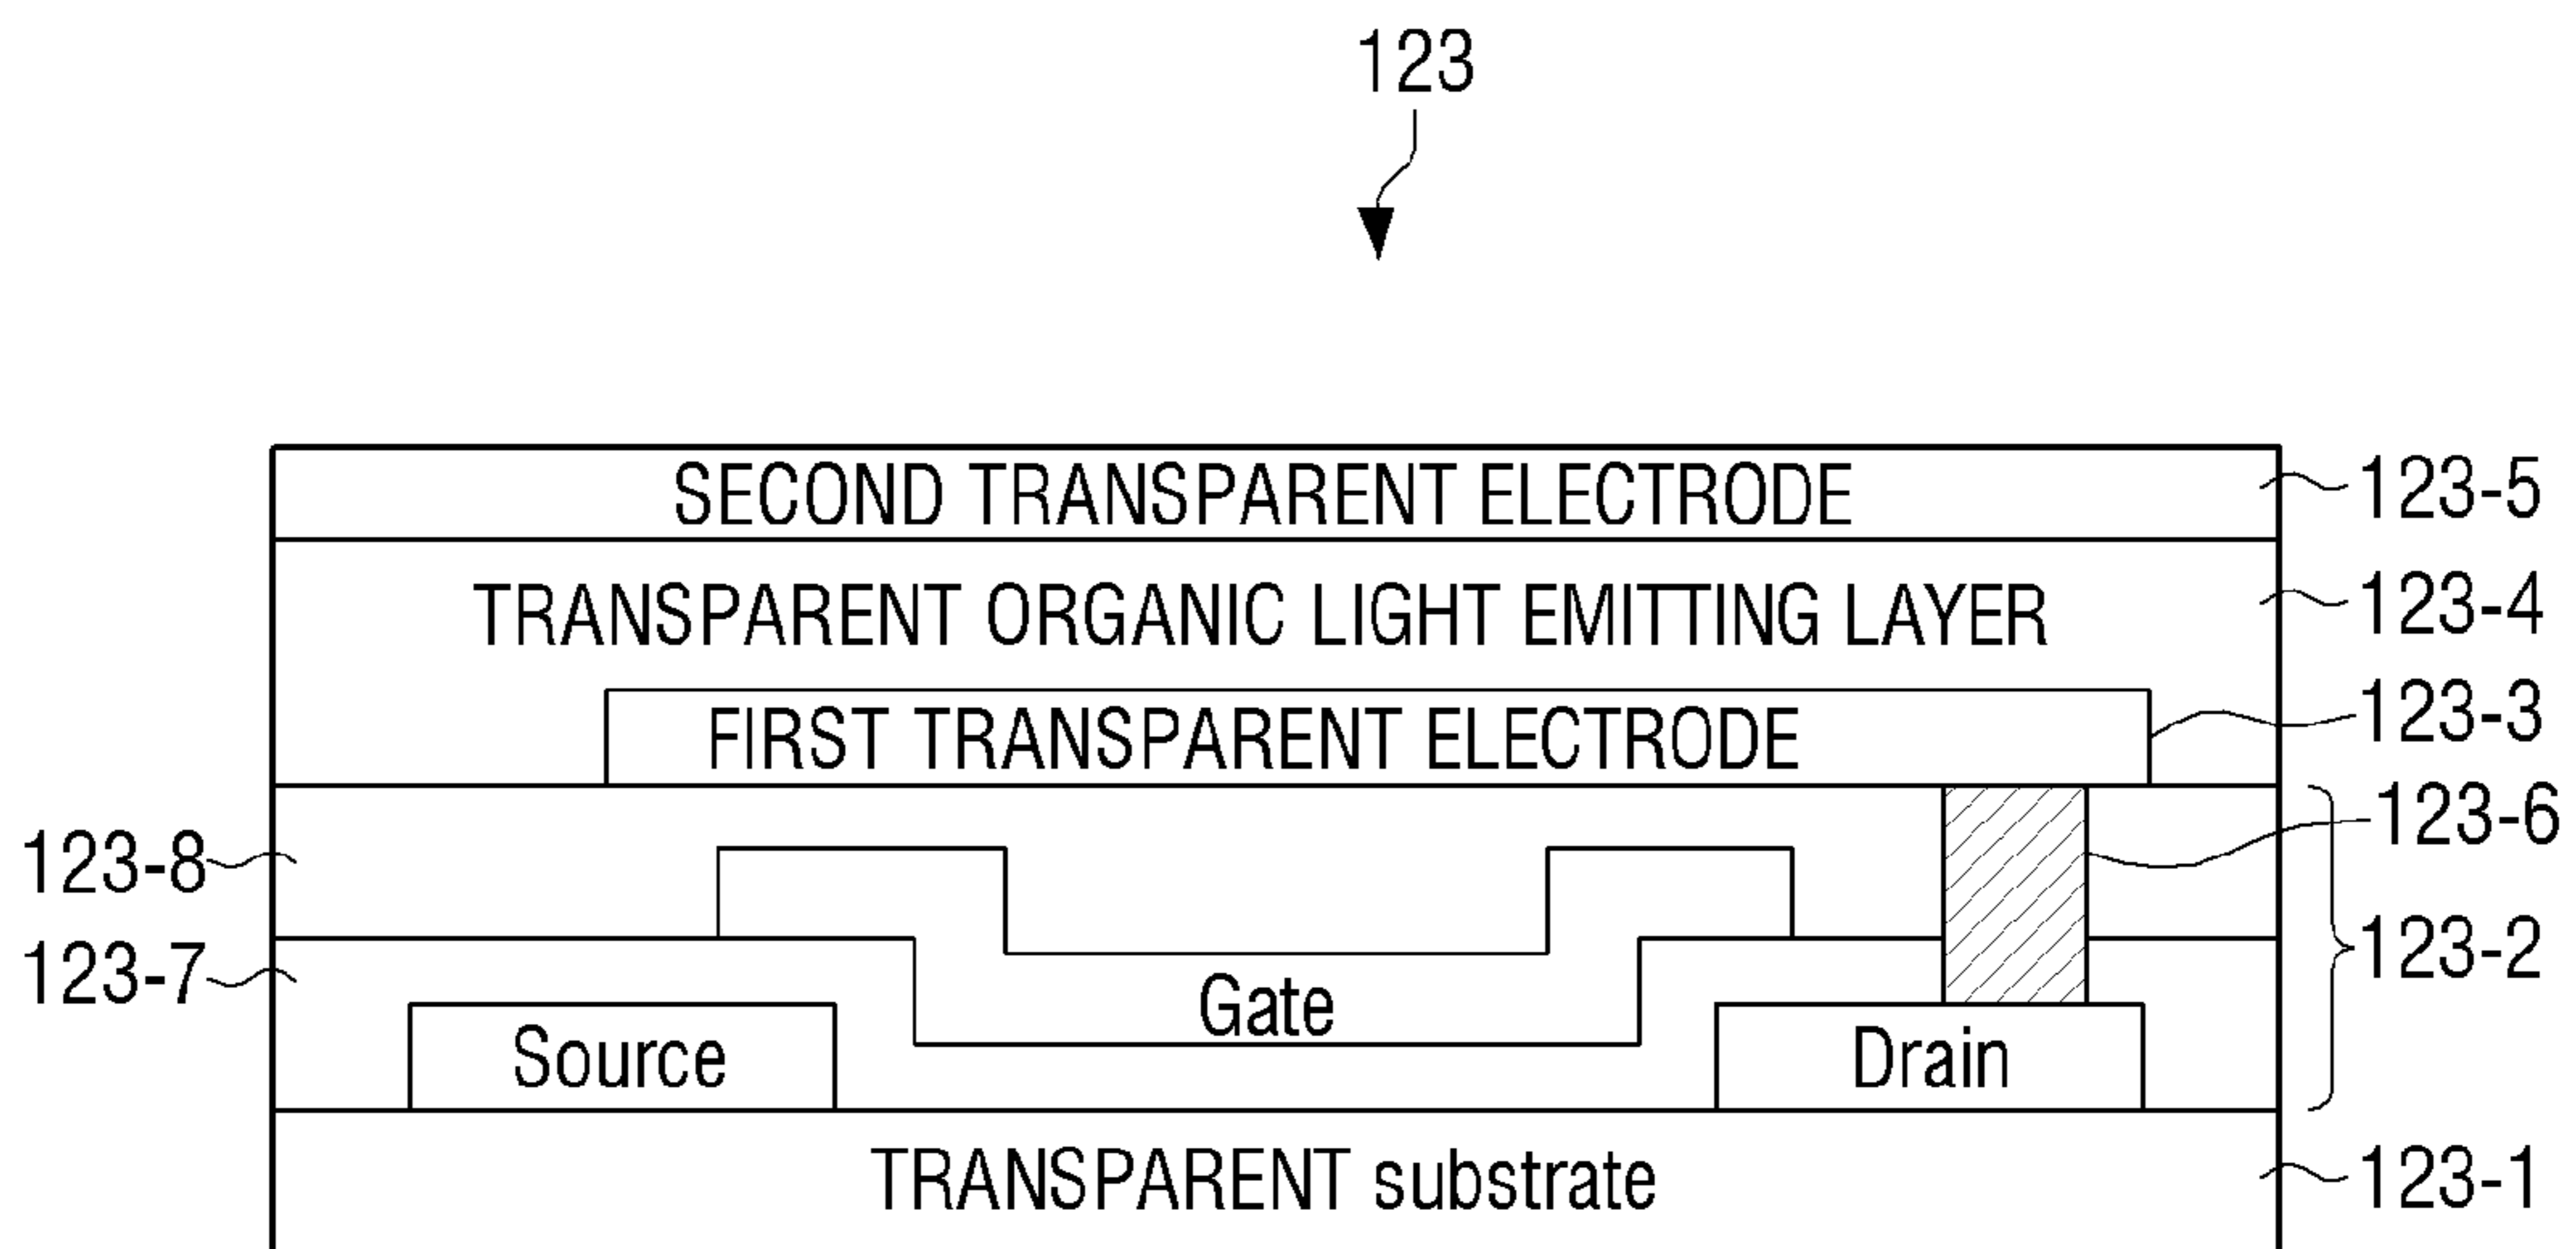 123
SECOND TRANSPARENT ELECTRODE
123-5
TRANSPARENT ORGANIC LIGHT EMITTING LAYER
123-4
FIRST TRANSPARENT ELECTRODE
123-3
123-6
123-8
123-2
123-7
Gate
Source
Drain
TRANSPARENT substrate
123-1